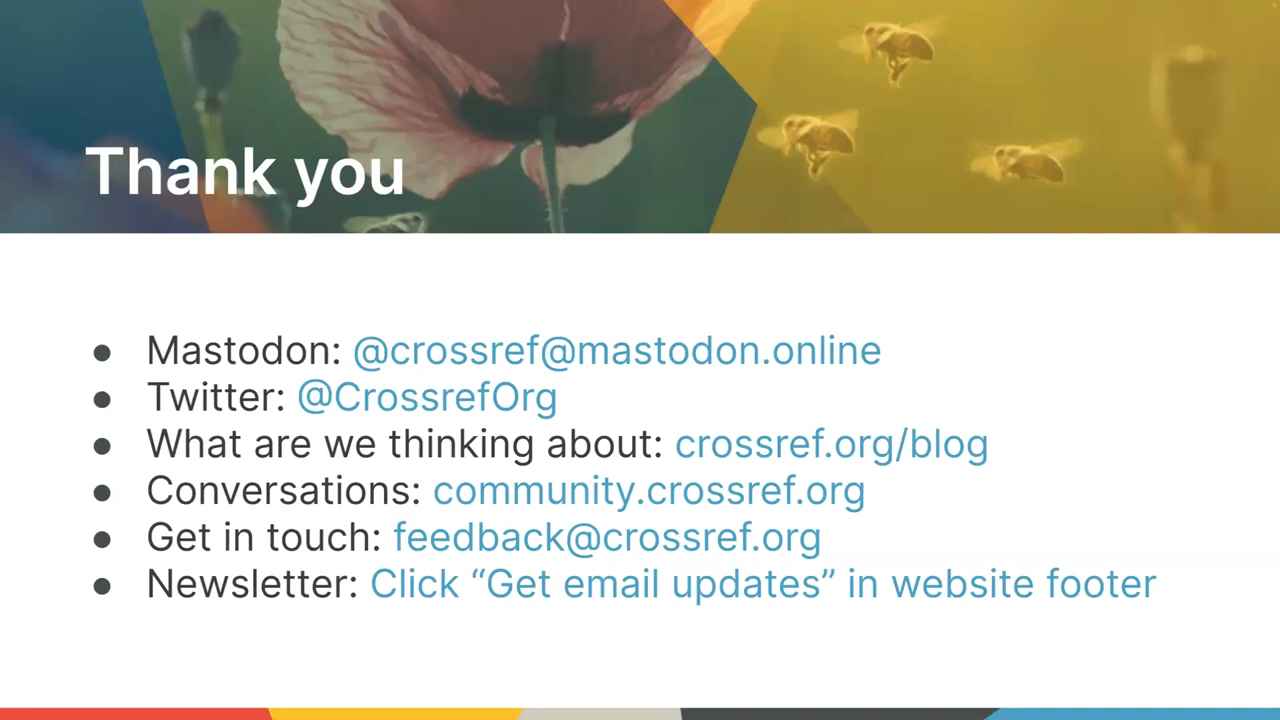 Thank you
● Mastodon: @crossref@mastodon.online
● Twitter: @CrossrefOrg
● What are we thinking about: crossref.org/blog
● Conversations: community.crossref.org
● Get in touch: feedback@crossref.org
● Newsletter: Click “Get email updates” in website footer